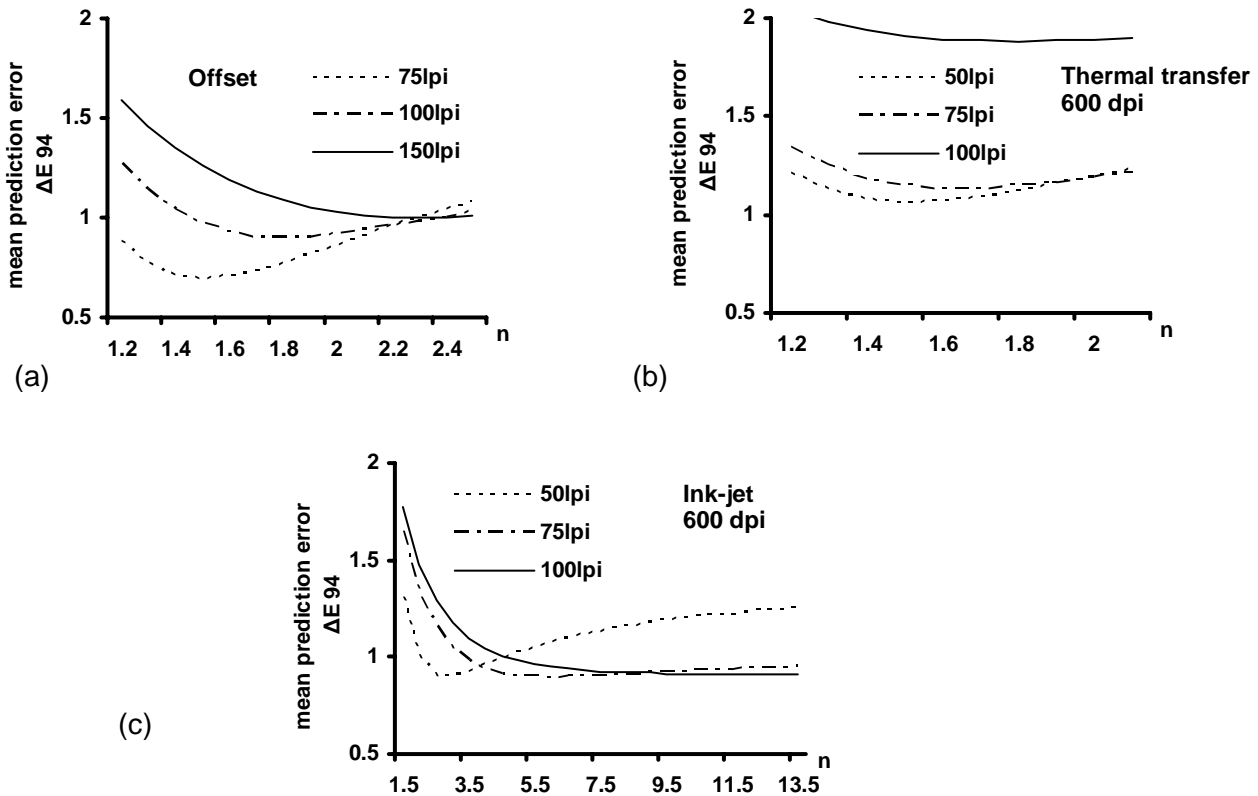 mean prediction error
ΔE 94
2
1.5
1
0.5
Offset
75lpi
100lpi
150lpi
1.2 1.4 1.6 1.8 2 2.2 2.4
n
(a)
mean prediction error
ΔE 94
2
1.5
1
0.5
50lpi
75lpi
100lpi
Thermal transfer
600 dpi
1.2 1.4 1.6 1.8 2
n
(b)
mean prediction error
ΔE 94
2
1.5
1
0.5
50lpi
75lpi
100lpi
Ink-jet
600 dpi
1.5 3.5 5.5 7.5 9.5 11.5 13.5
n
(c)